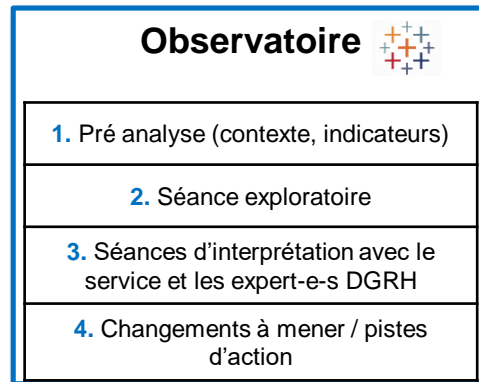 Observatoire
1. Pré analyse (contexte, indicateurs)
2. Séance exploratoire
3. Séances d'interprétation avec le
service et les expert-e-s DGRH
4. Changements à mener / pistes
d'action